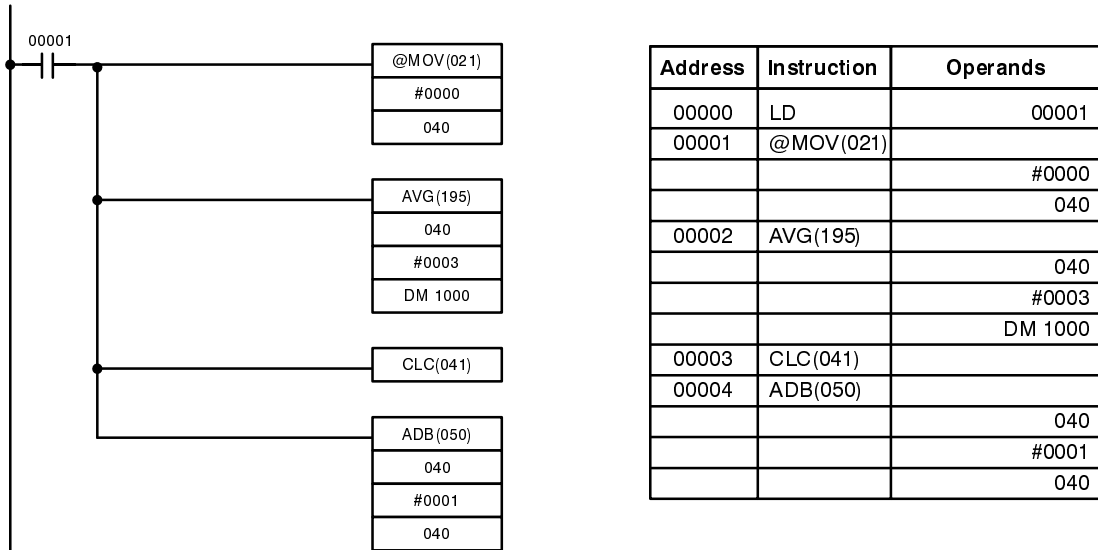 00001
@MOV(021)
#0000
040
AVG(195)
040
#0003
DM 1000
CLC(041)
ADB(050)
040
#0001
040
Address Instruction Operands
00000 LD 00001
00001 @MOV(021)
#0000
040
00002 AVG(195)
040
#0003
DM 1000
00003 CLC(041)
00004 ADB(050)
040
#0001
040